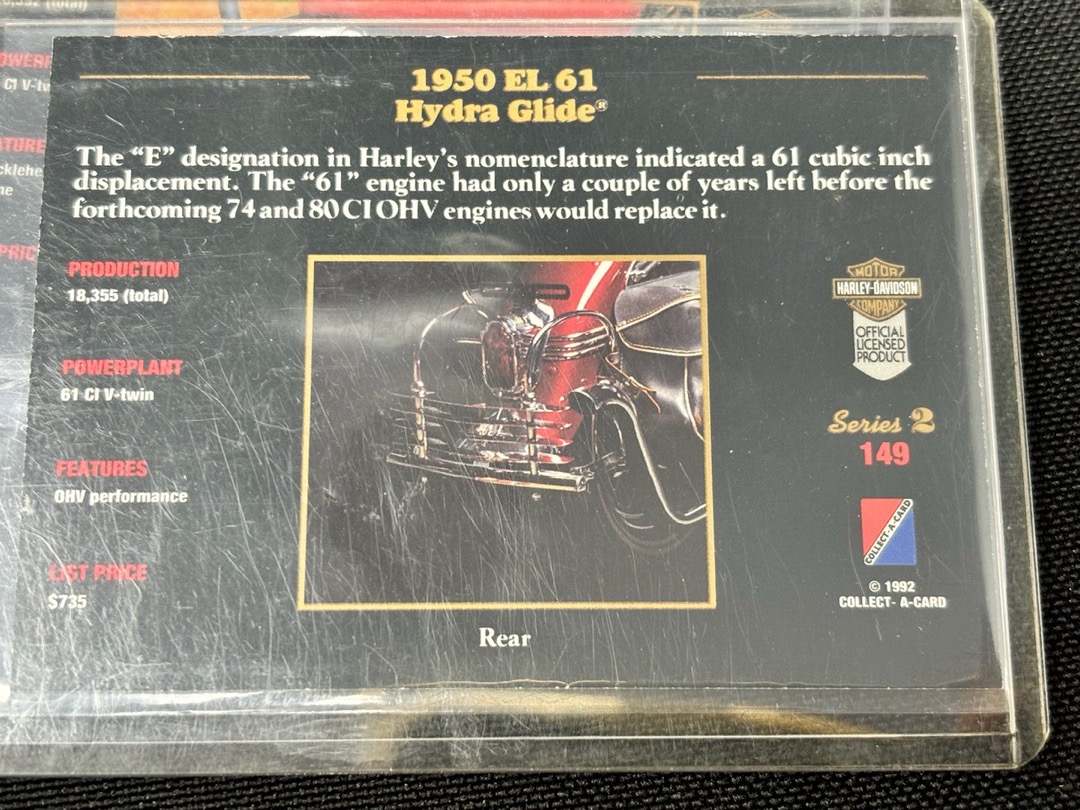 1950 EL 61
Hydra Glide®
The “E” designation in Harley's nomenclature indicated a 61 cubic inch
displacement. The “61” engine had only a couple of years left before the
forthcoming 74 and 80 CI OHV engines would replace it.
PRODUCTION
18,355 (total)
POWERPLANT
61 CI V-twin
FEATURES
OHV performance
LIST PRICE
$735
Rear
MOTOR
HARLEY-DAVIDSON
COMPANY
OFFICIAL
LICENSED
PRODUCT
Series 2
149
COLLECT-A-CARD
© 1992
COLLECT- A-CARD
(total)
CI V-tw